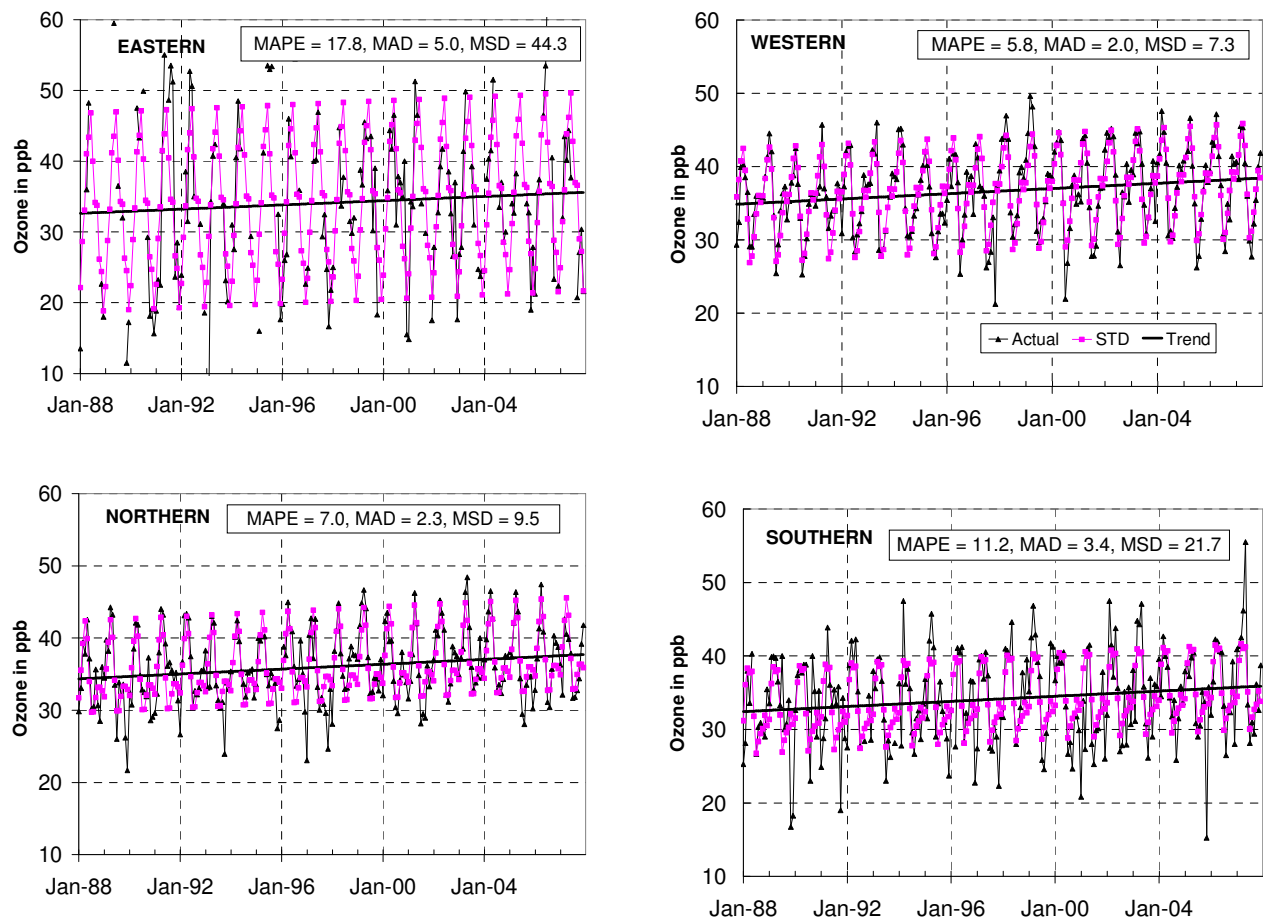 EASTERN
MAPE = 17.8, MAD = 5.0, MSD = 44.3
Ozone in ppb
60
50
40
30
20
10
Jan-88 Jan-92 Jan-96 Jan-00 Jan-04
WESTERN
MAPE = 5.8, MAD = 2.0, MSD = 7.3
Ozone in ppb
60
50
40
30
20
10
Actual STD Trend
Jan-88 Jan-92 Jan-96 Jan-00 Jan-04
NORTHERN
MAPE = 7.0, MAD = 2.3, MSD = 9.5
Ozone in ppb
60
50
40
30
20
10
Jan-88 Jan-92 Jan-96 Jan-00 Jan-04
SOUTHERN
MAPE = 11.2, MAD = 3.4, MSD = 21.7
Ozone in ppb
60
50
40
30
20
10
Jan-88 Jan-92 Jan-96 Jan-00 Jan-04